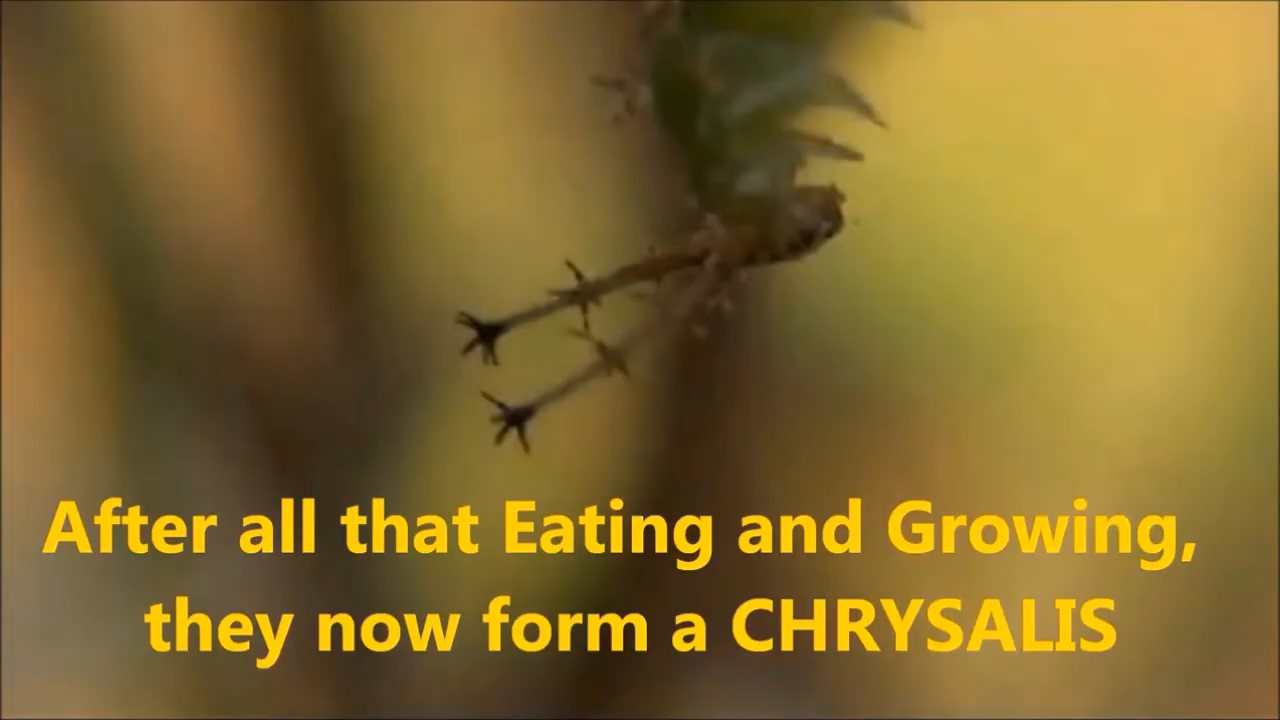 After all that Eating and Growing,
they now form a CHRYSALIS